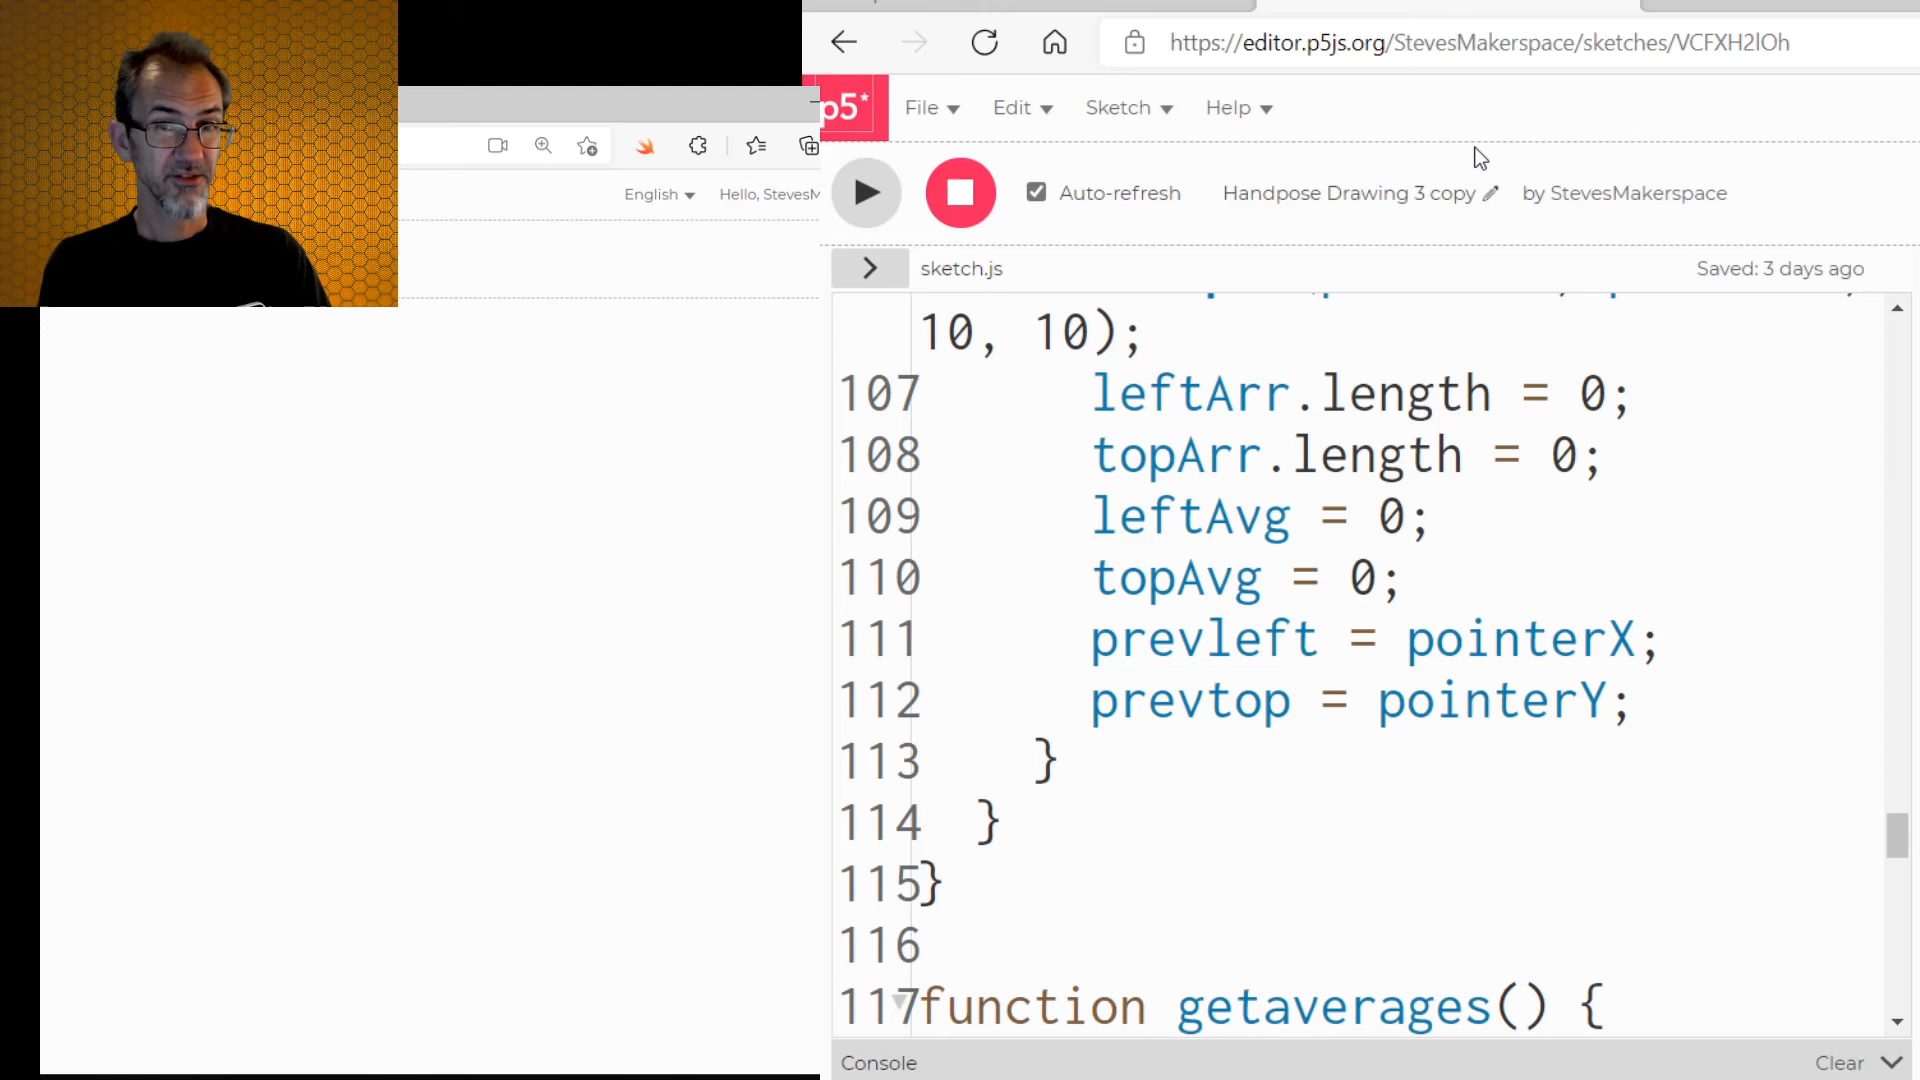 https://editor.p5js.org/StevesMakerspace/sketches/VCFXH2lOh
p5* File Edit Sketch Help
English Hello, StevesM
Auto-refresh Handpose Drawing 3 copy by StevesMakerspace
sketch.js Saved: 3 days ago
10, 10);
107 leftArr.length = 0;
108 topArr.length = 0;
109 leftAvg = 0;
110 topAvg = 0;
111 prevleft = pointerX;
112 prevtop = pointerY;
113 }
114 }
115 }
116
117 function getaverages() {
Console Clear